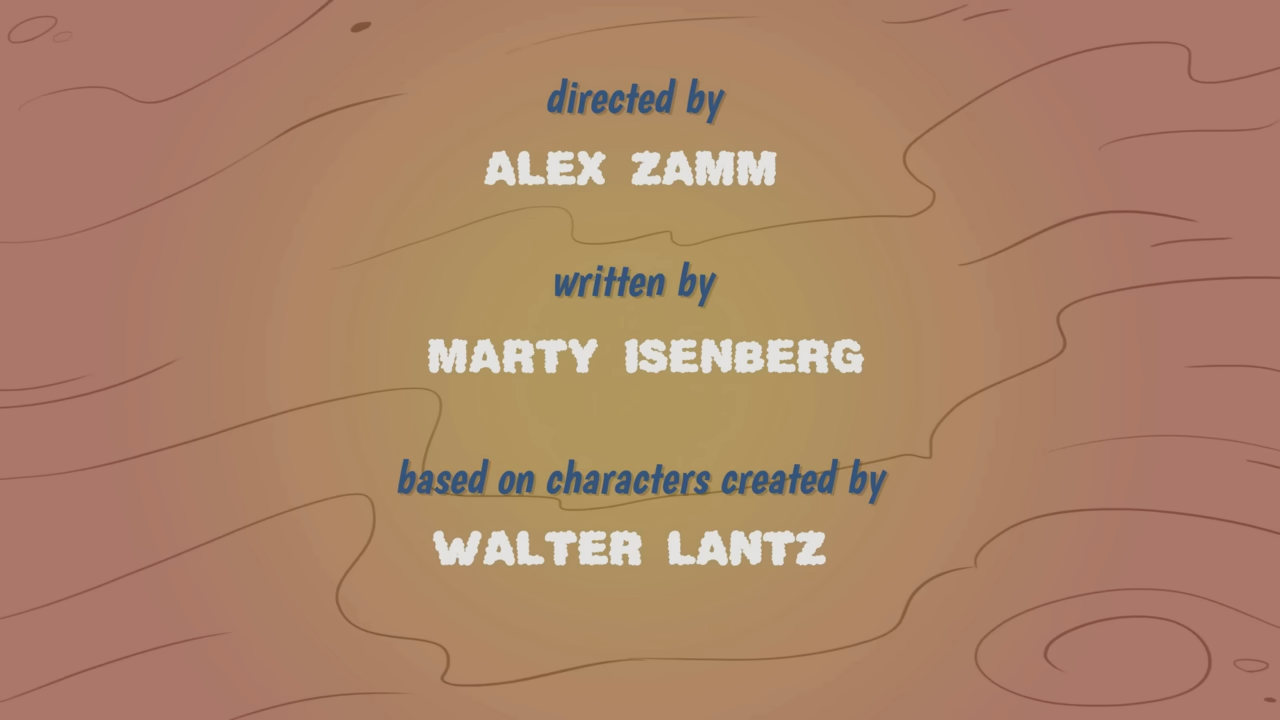 directed by
ALEX ZAMM
written by
MARTY ISENBERG
based on characters created by
WALTER LANTZ